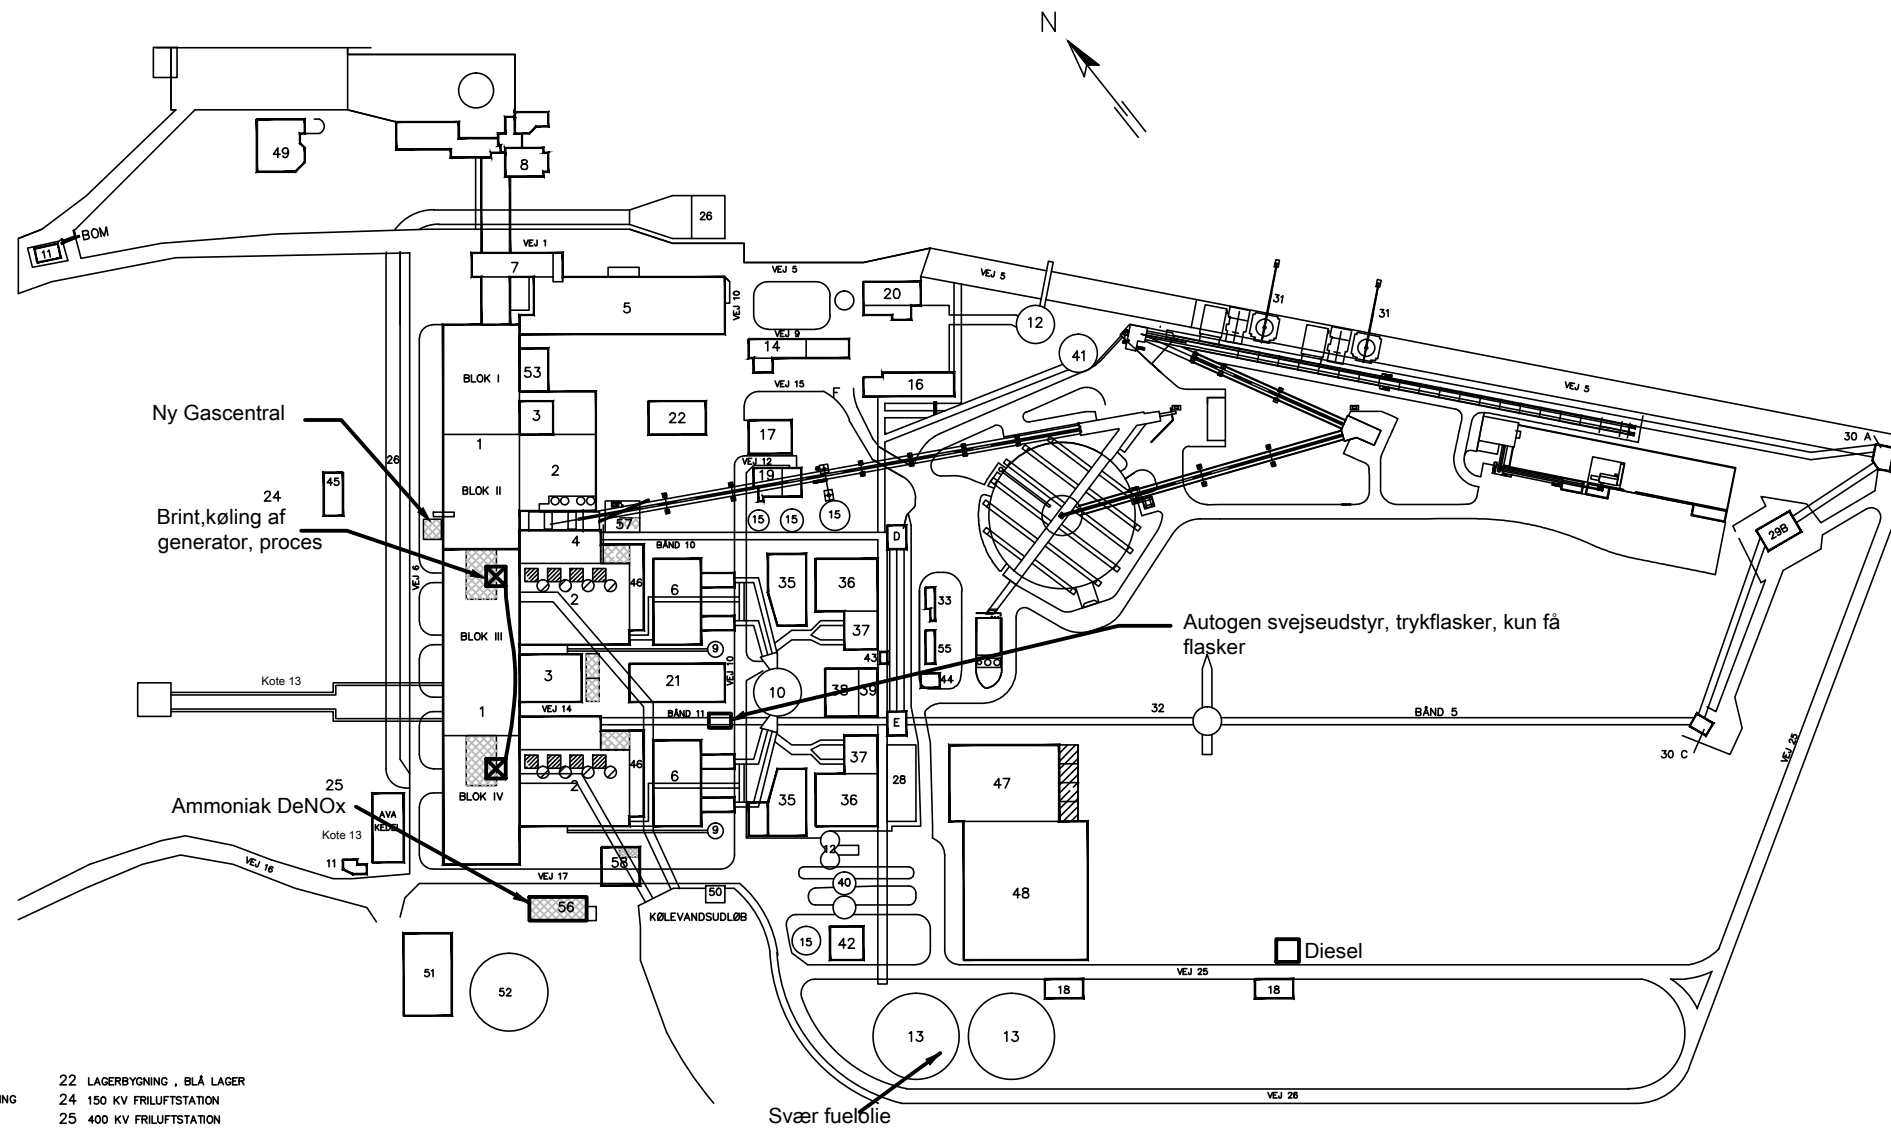 N
49
8
BOM
11
26
VEJ 1
7
VEJ 5
VEJ 5
5
VEJ 10
20
12
31
31
VEJ 9
14
41
VEJ 5
BLOK I
53
VEJ 15
F
16
Ny Gascentral
3
22
17
30 A
1
2
VEJ 12
26
45
BLOK II
19
24
Brint,køling af
generator, proces
57
15
15
15
4
BÅND 10
D
29B
VEJ 6
46
35
36
2
6
33
BLOK III
37
Autogen svejseudstyr, trykflasker, kun få
flasker
9
43
55
Kote 13
3
21
VEJ 10
10
38
39
44
1
VEJ 14
BÅND 11
E
32
BÅND 5
VEJ 25
30 C
37
46
6
28
47
25
Ammoniak DeNOx
BLOK IV
2
35
36
AVA
KEDEL
Kote 13
9
12
11
VEJ 16
58
VEJ 17
40
50
48
56
KØLEVANDSUDLØB
15
42
Diesel
51
52
VEJ 25
18
18
13
13
22 LAGERBYGNING , BLÅ LAGER
NING
24 150 KV FRILUFTSTATION
VEJ 26
25 400 KV FRILUFTSTATION
Svær fuelolie